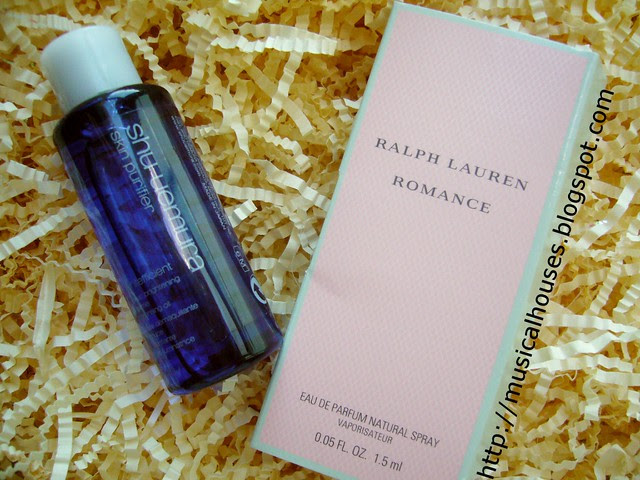 shu uemura
skin purifier
RALPH LAUREN
ROMANCE
EAU DE PARFUM NATURAL SPRAY
VAPORISATEUR
0.05 FL. OZ. 1.5 ml
http://musicalhouses.blogspot.com